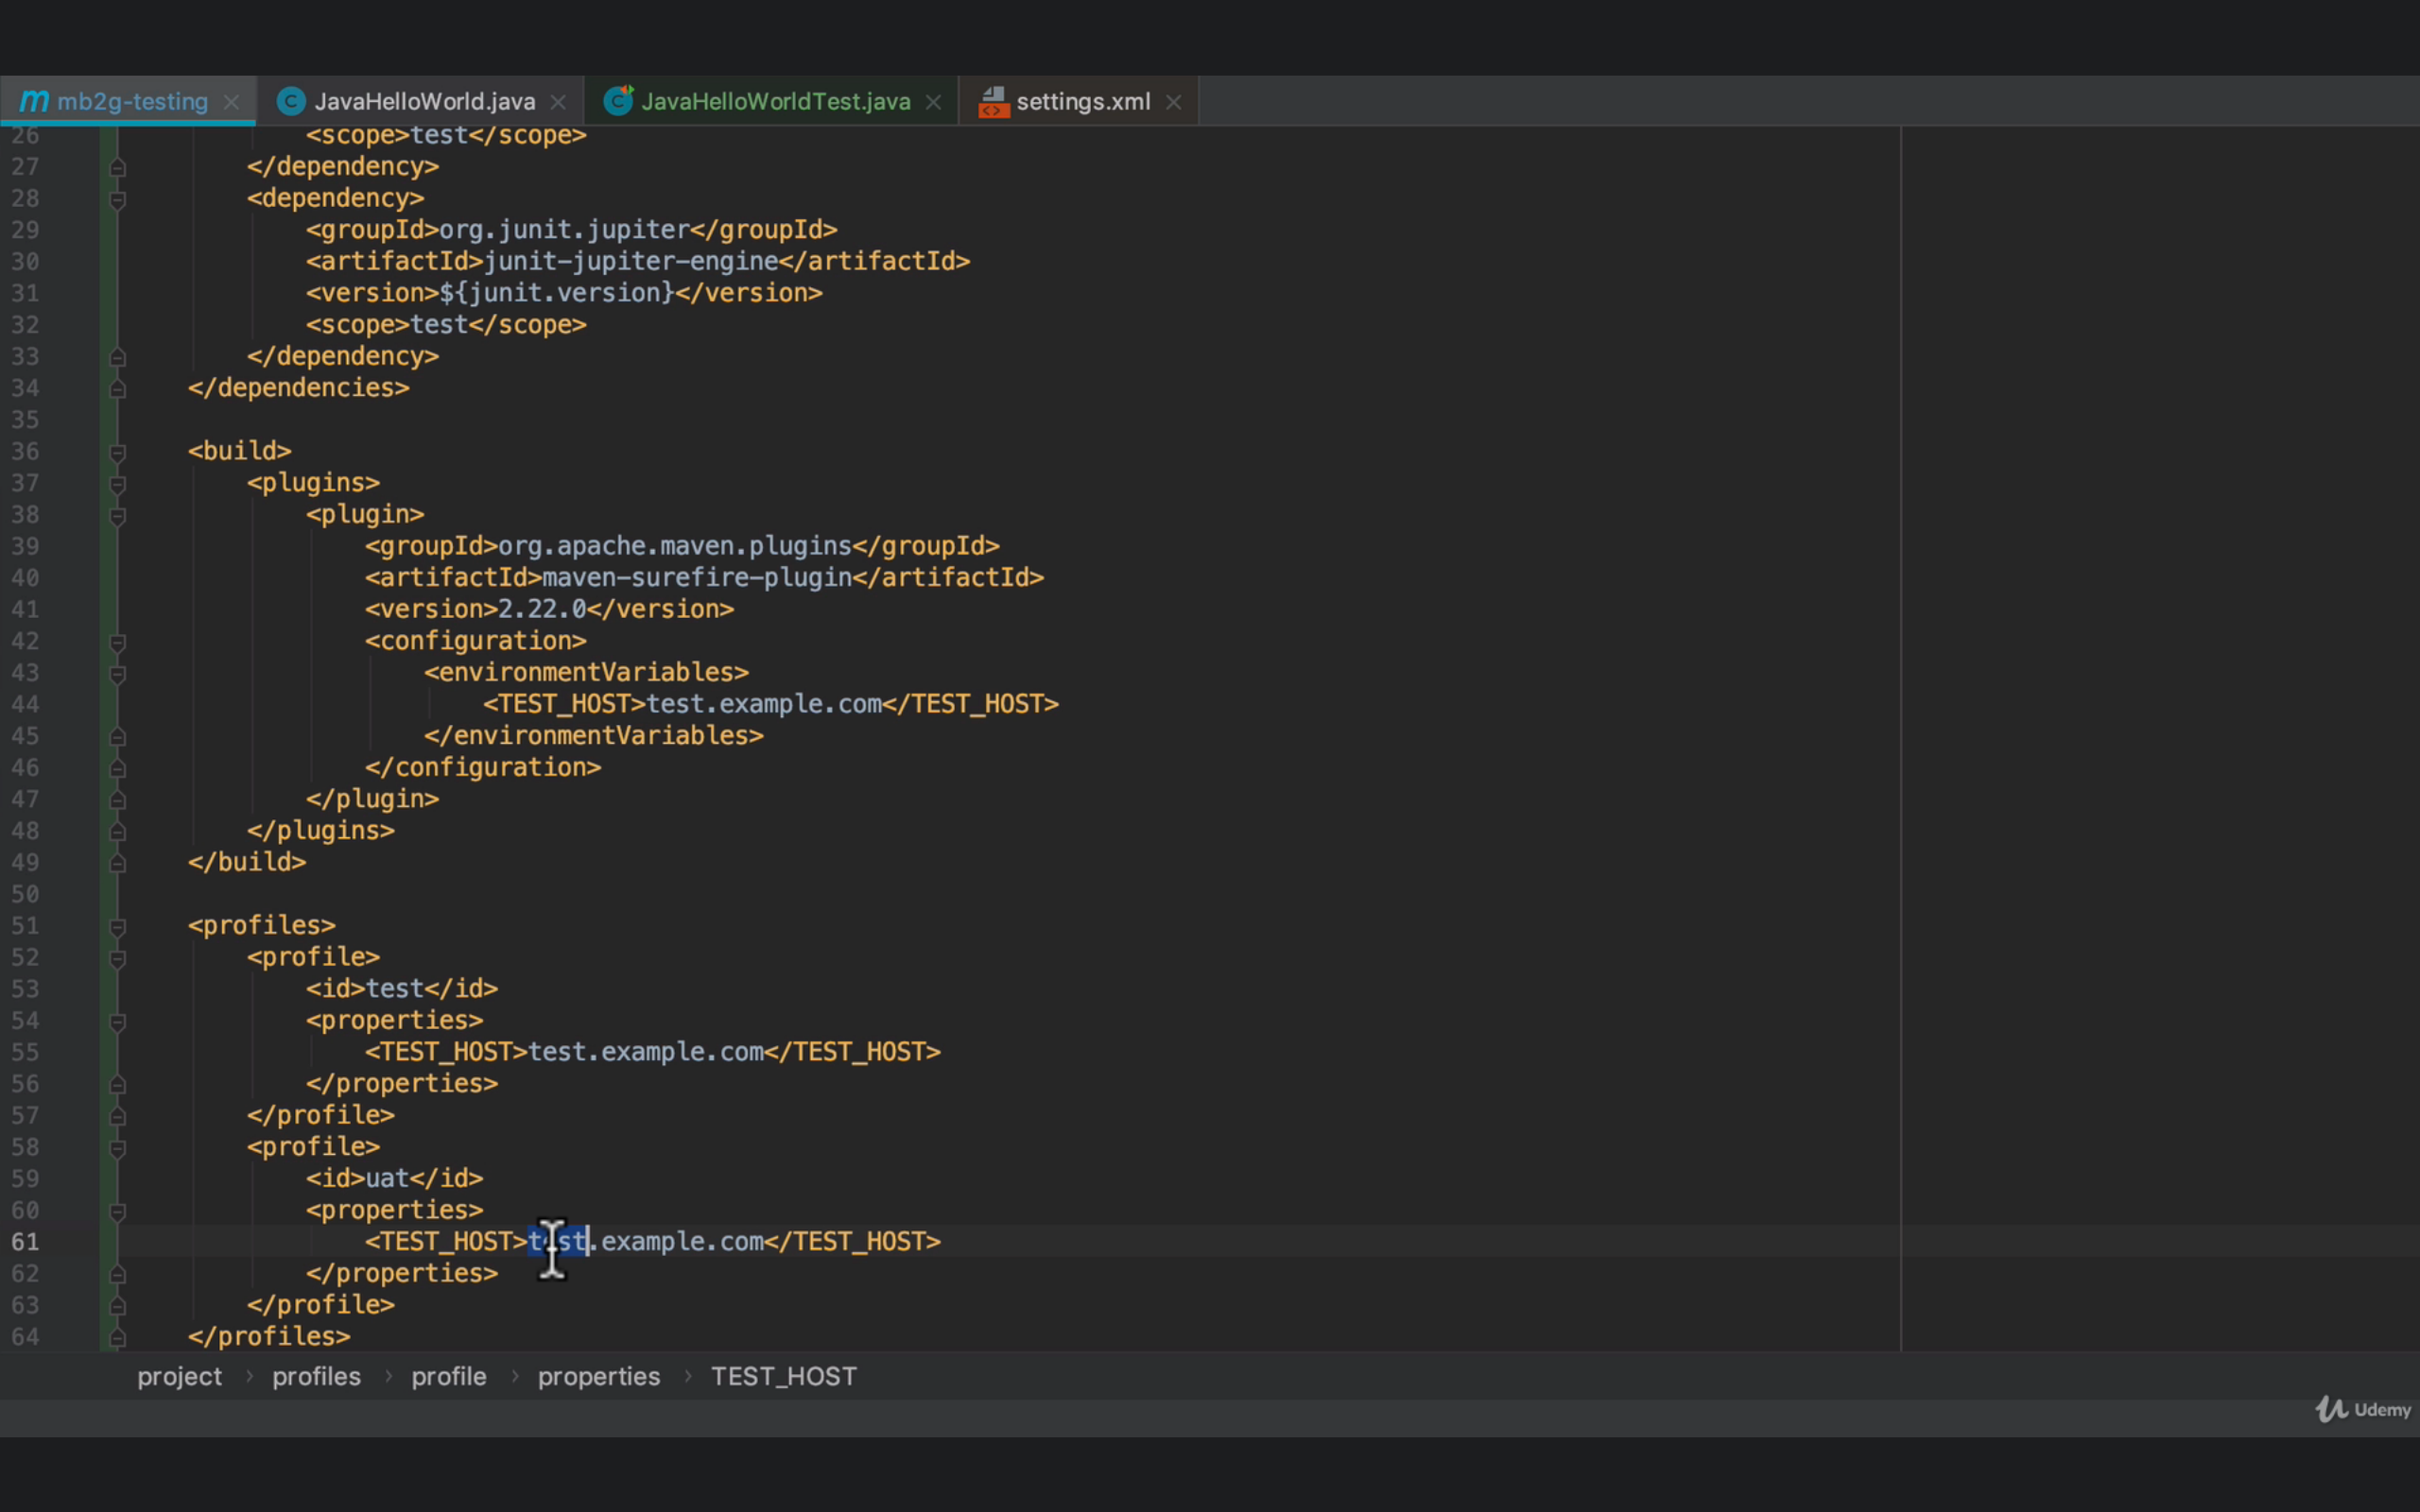 mb2g-testing JavaHelloWorld.java JavaHelloWorldTest.java settings.xml
26 <scope>test</scope>
27 </dependency>
28 <dependency>
29 <groupId>org.junit.jupiter</groupId>
30 <artifactId>junit-jupiter-engine</artifactId>
31 <version>${junit.version}</version>
32 <scope>test</scope>
33 </dependency>
34 </dependencies>
35
36 <build>
37 <plugins>
38 <plugin>
39 <groupId>org.apache.maven.plugins</groupId>
40 <artifactId>maven-surefire-plugin</artifactId>
41 <version>2.22.0</version>
42 <configuration>
43 <environmentVariables>
44 <TEST_HOST>test.example.com</TEST_HOST>
45 </environmentVariables>
46 </configuration>
47 </plugin>
48 </plugins>
49 </build>
50
51 <profiles>
52 <profile>
53 <id>test</id>
54 <properties>
55 <TEST_HOST>test.example.com</TEST_HOST>
56 </properties>
57 </profile>
58 <profile>
59 <id>uat</id>
60 <properties>
61 <TEST_HOST>test.example.com</TEST_HOST>
62 </properties>
63 </profile>
64 </profiles>
project › profiles › profile › properties › TEST_HOST
Udemy